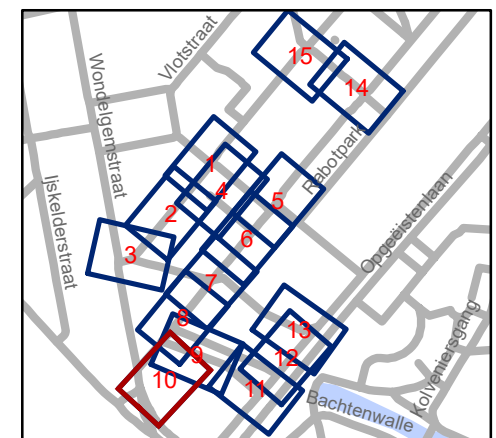 Vlotstraat
15
14
Wondelgemstraat
Rabotpark
1
4
5
Ijskelderstraat
2
Opgeëistenlaan
6
3
7
8
13
9
12
10
11
Kolveniersgang
Bachtenwalle